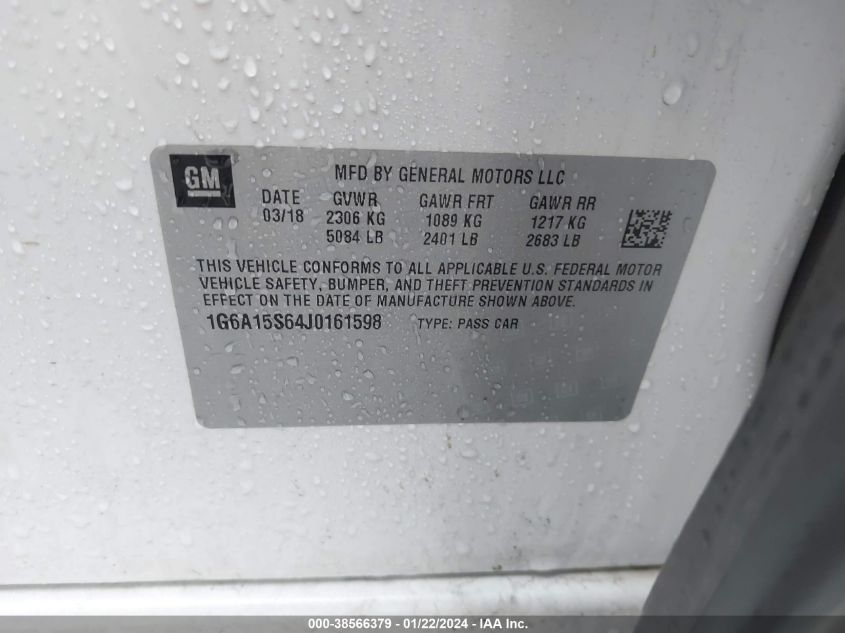 GM
MFD BY GENERAL MOTORS LLC
DATE GVWR GAWR FRT GAWR RR
03/18 2306 KG 1089 KG 1217 KG
5084 LB 2401 LB 2683 LB
THIS VEHICLE CONFORMS TO ALL APPLICABLE U.S. FEDERAL MOTOR
VEHICLE SAFETY, BUMPER, AND THEFT PREVENTION STANDARDS IN
EFFECT ON THE DATE OF MANUFACTURE SHOWN ABOVE.
1G6A15S64J0161598 TYPE: PASS CAR
000-38566379 - 01/22/2024 - IAA Inc.